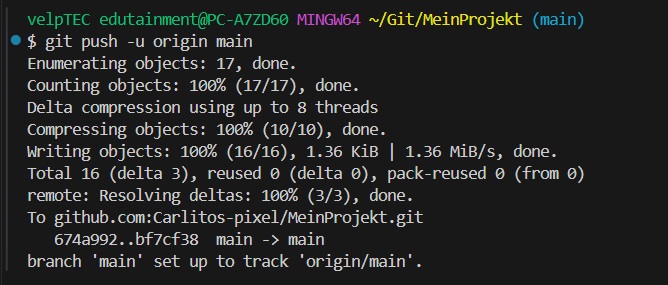 velpTEC edutainment@PC-A7ZD60 MINGW64 ~/Git/MeinProjekt (main)
$ git push -u origin main
Enumerating objects: 17, done.
Counting objects: 100% (17/17), done.
Delta compression using up to 8 threads
Compressing objects: 100% (10/10), done.
Writing objects: 100% (16/16), 1.36 KiB | 1.36 MiB/s, done.
Total 16 (delta 3), reused 0 (delta 0), pack-reused 0 (from 0)
remote: Resolving deltas: 100% (3/3), done.
To github.com:Carlitos-pixel/MeinProjekt.git
   674a992..bf7cf38  main -> main
branch 'main' set up to track 'origin/main'.